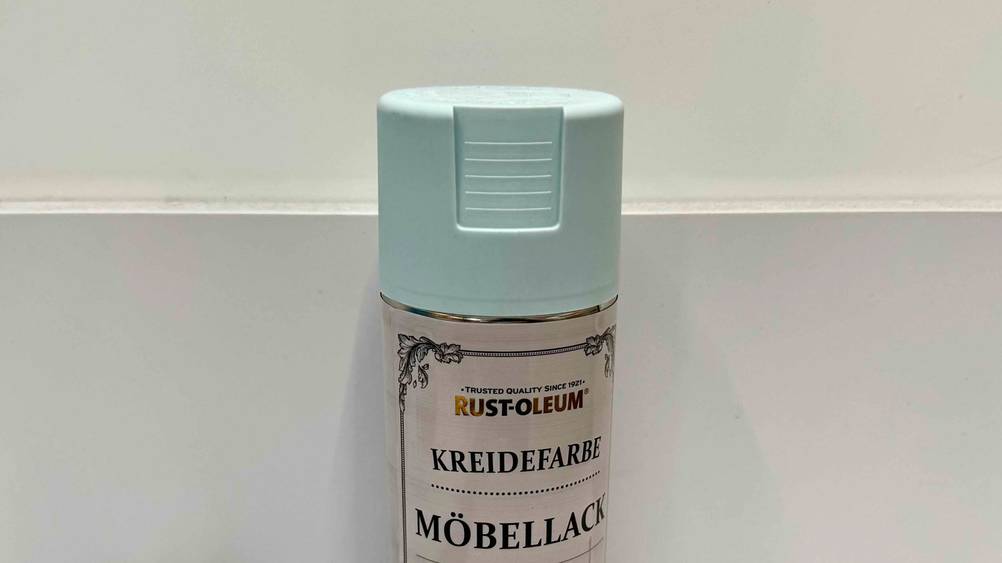 • TRUSTED QUALITY SINCE 1921 •
RUST-OLEUM®
KREIDEFARBE
MÖBELLACK